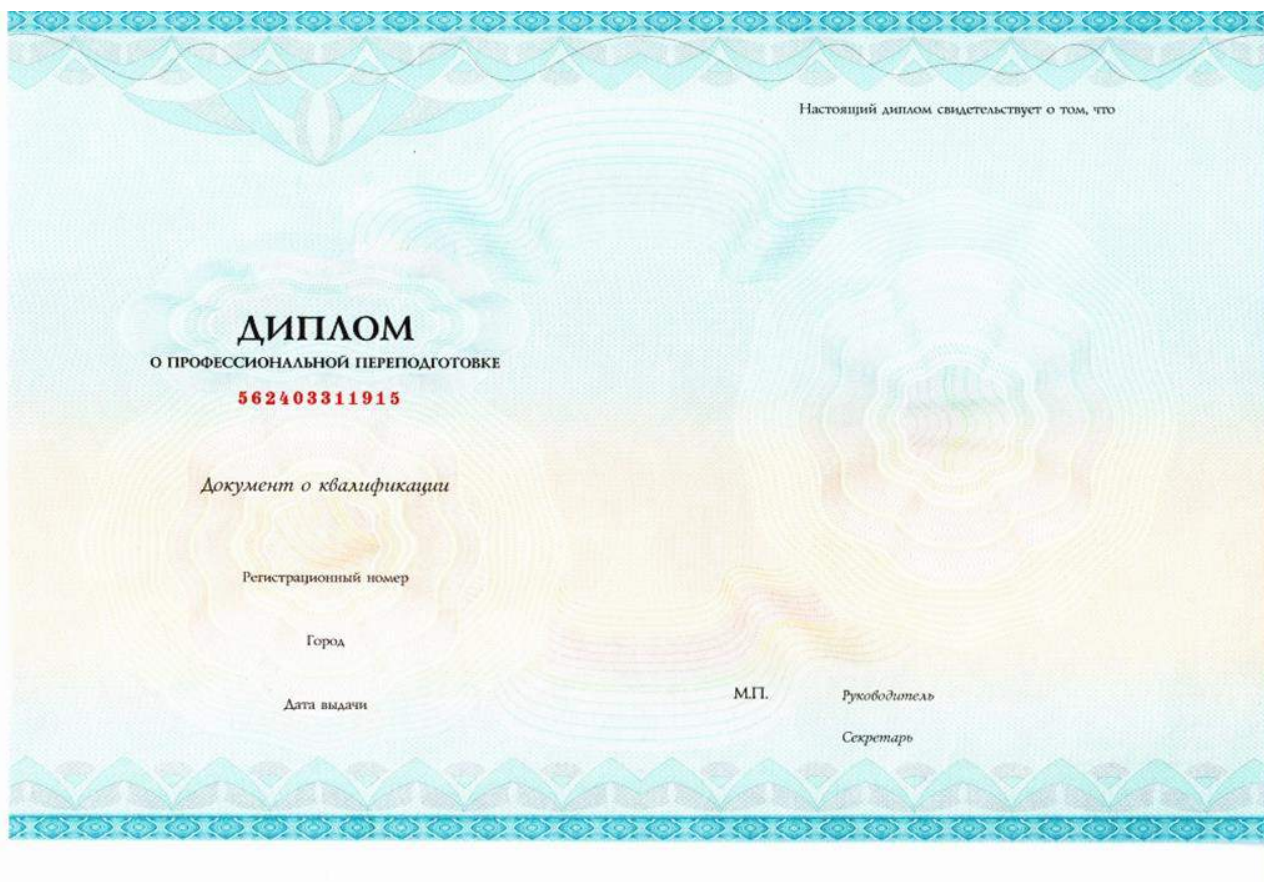 ДИПЛОМ
О ПРОФЕССИОНАЛЬНОЙ ПЕРЕПОДГОТОВКЕ
562403311915
Документ о квалификации
Регистрационный номер
Город
Дата выдачи
Настоящий диплом свидетельствует о том, что
М.П.
Руководитель
Секретарь